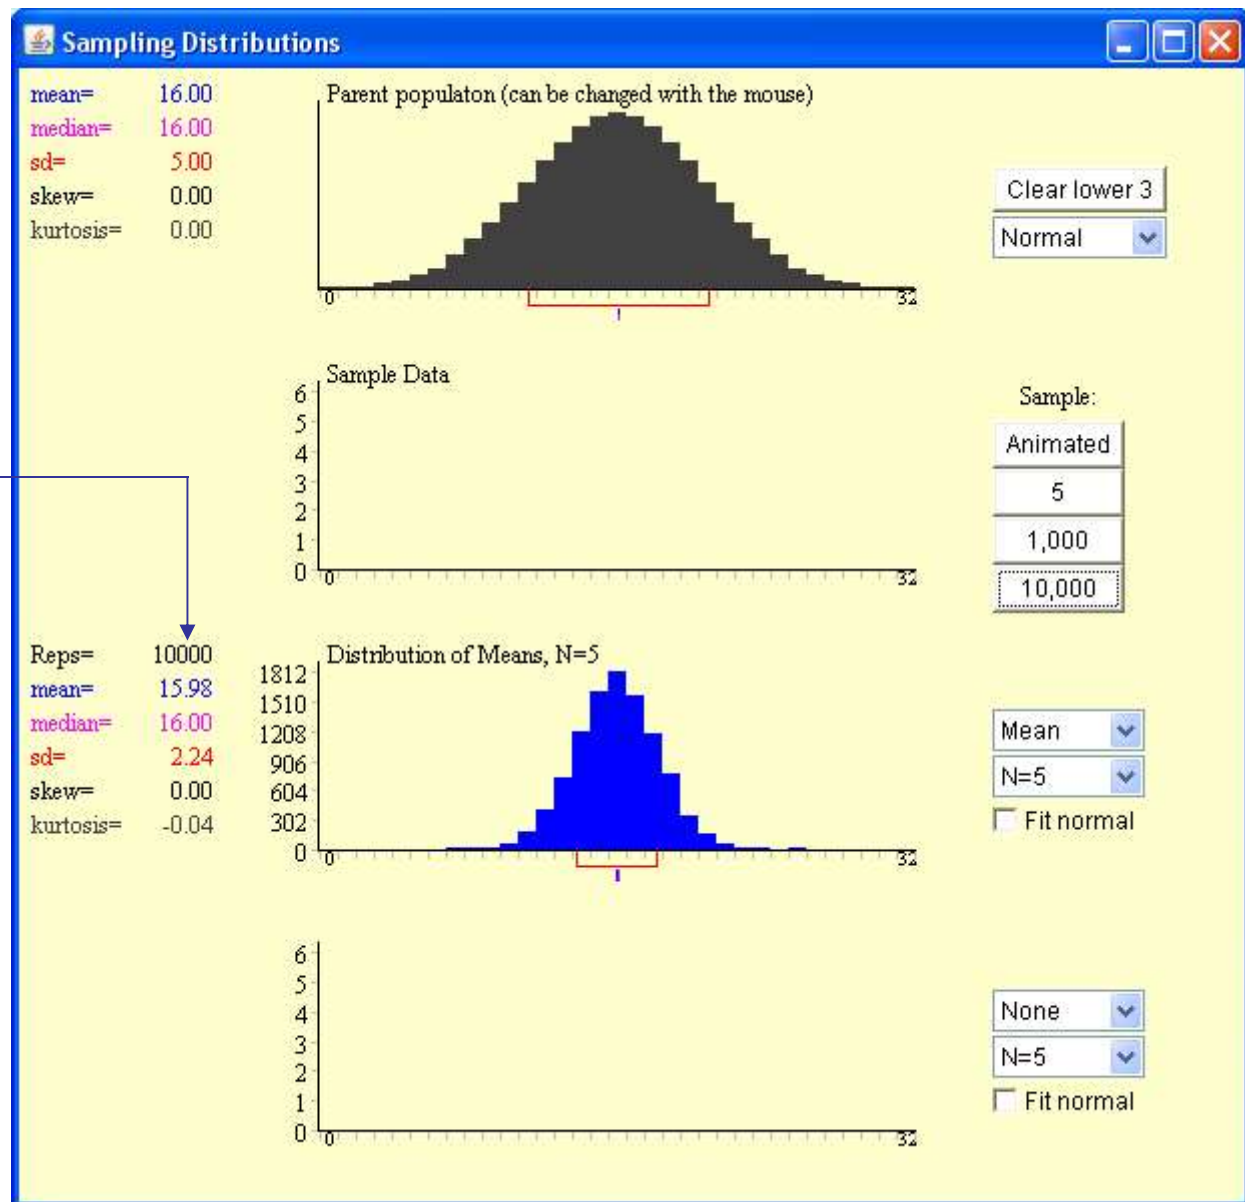 Sampling Distributions
mean= 16.00
median= 16.00
sd= 5.00
skew= 0.00
kurtosis= 0.00
Parent populaton (can be changed with the mouse)
0 32
Clear lower 3
Normal
Sample Data
6
5
4
3
2
1
0
0 32
Sample:
Animated
5
1,000
10,000
Reps= 10000
mean= 15.98
median= 16.00
sd= 2.24
skew= 0.00
kurtosis= -0.04
Distribution of Means, N=5
1812
1510
1208
906
604
302
0
0 32
Mean
N=5
Fit normal
6
5
4
3
2
1
0
0 32
None
N=5
Fit normal